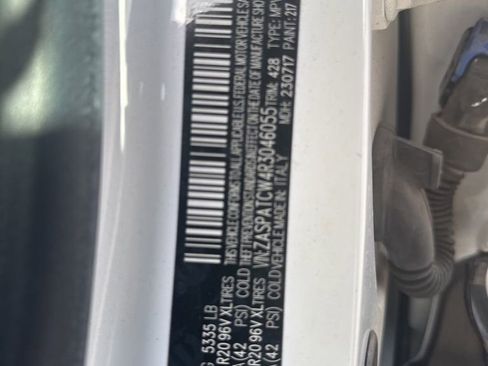 G 5335 LB
R20 96V XL TIRES THIS VEHICLE CONFORMS TO ALL APPLICABLE U.S. FEDERAL MOTOR VEHICLE SA
A (42 PSI) COLD THEFT PREVENTION STANDARDS IN EFFECT ON THE DATE OF MANUFACTURE SHO
R20 96V XL TIRES VIN:ZASPATCW4R3046055 TRIM: 428 TYPE: MPV
A (42 PSI) COLD VEHICLE MADE IN: ITALY MDH: 230717 PAINT: 217